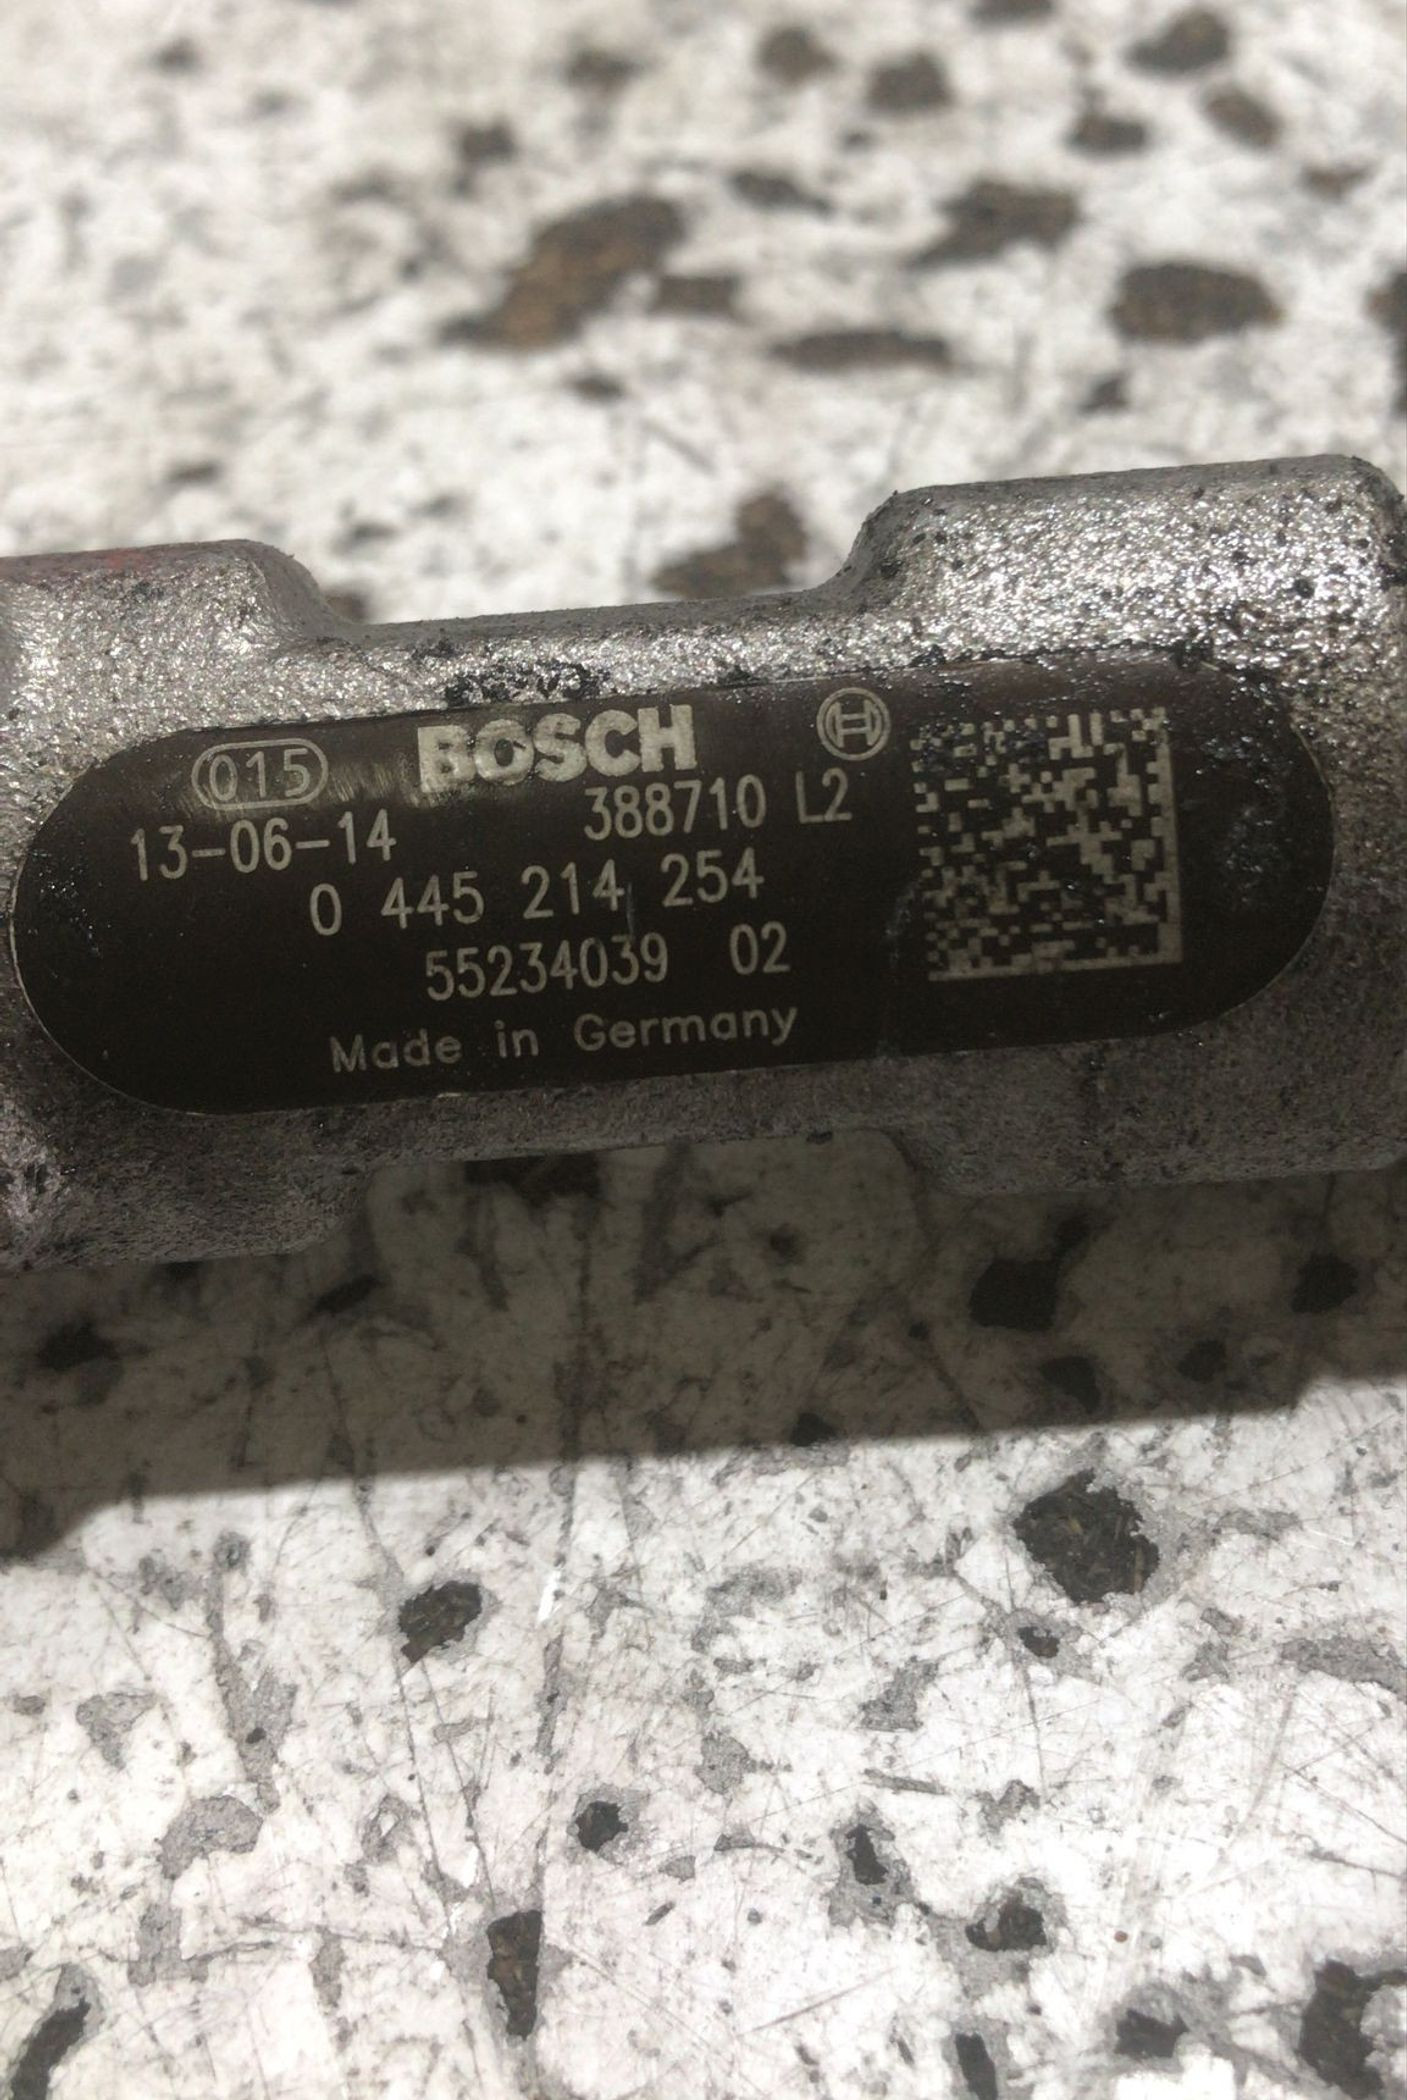 015 BOSCH
13-06-14 388710 L2
0 445 214 254
55234039 02
Made in Germany